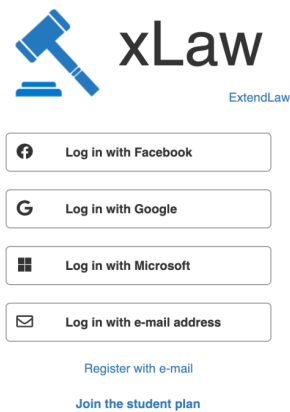 xLaw
ExtendLaw
Log in with Facebook
Log in with Google
Log in with Microsoft
Log in with e-mail address
Register with e-mail
Join the student plan